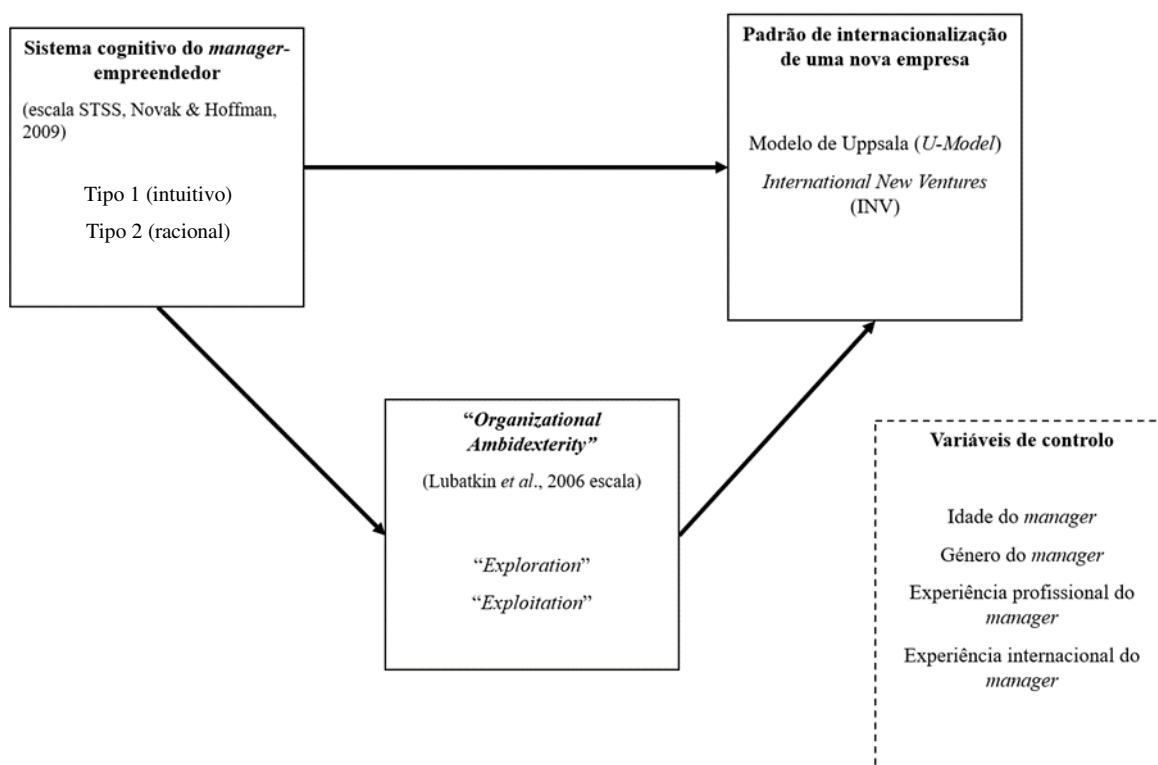 Sistema cognitivo do manager-
empreendedor
(escala STSS, Novak & Hoffman,
2009)
Tipo 1 (intuitivo)
Tipo 2 (racional)
Padrão de internacionalização
de uma nova empresa
Modelo de Uppsala (U-Model)
International New Ventures
(INV)
“Organizational
Ambidexterity”
(Lubatkin et al., 2006 escala)
“Exploration”
“Exploitation”
Variáveis de controlo
Idade do manager
Género do manager
Experiência profissional do
manager
Experiência internacional do
manager